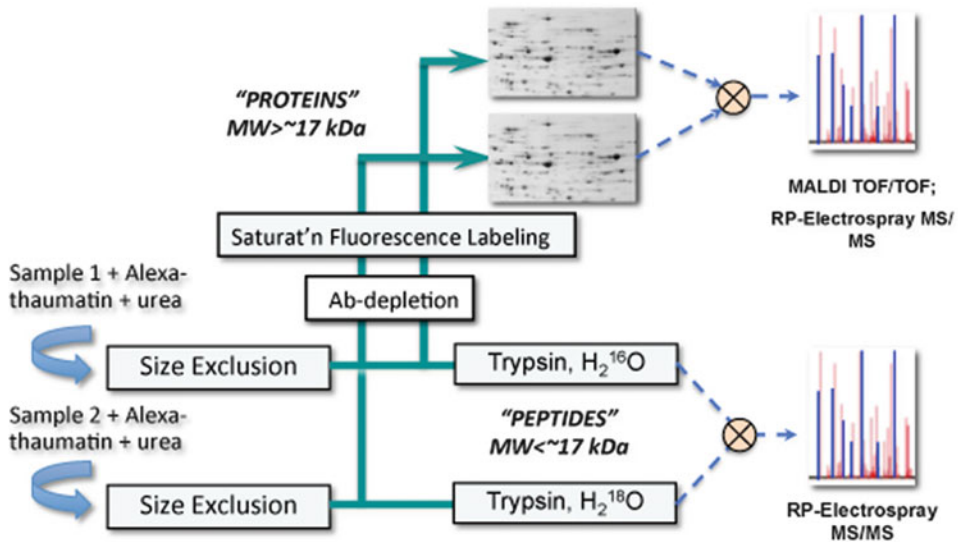 “PROTEINS”
MW>~17 kDa
MALDI TOF/TOF;
RP-Electrospray MS/
MS
Saturat’n Fluorescence Labeling
Ab-depletion
Sample 1 + Alexa-
thaumatin + urea
Size Exclusion
Trypsin, H₂¹⁶O
“PEPTIDES”
MW<~17 kDa
Sample 2 + Alexa-
thaumatin + urea
Size Exclusion
Trypsin, H₂¹⁸O
RP-Electrospray
MS/MS